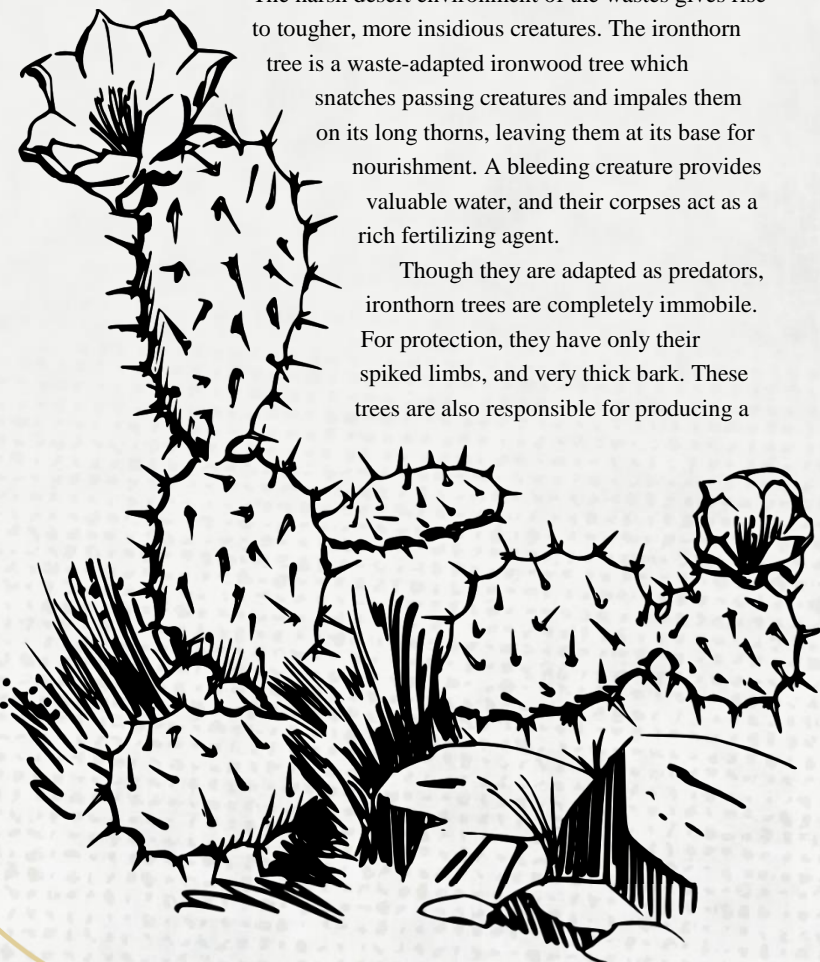 The harsh desert environment of the wastes gives rise
to tougher, more insidious creatures. The ironthorn
tree is a waste-adapted ironwood tree which
snatches passing creatures and impales them
on its long thorns, leaving them at its base for
nourishment. A bleeding creature provides
valuable water, and their corpses act as a
rich fertilizing agent.
Though they are adapted as predators,
ironthorn trees are completely immobile.
For protection, they have only their
spiked limbs, and very thick bark. These
trees are also responsible for producing a